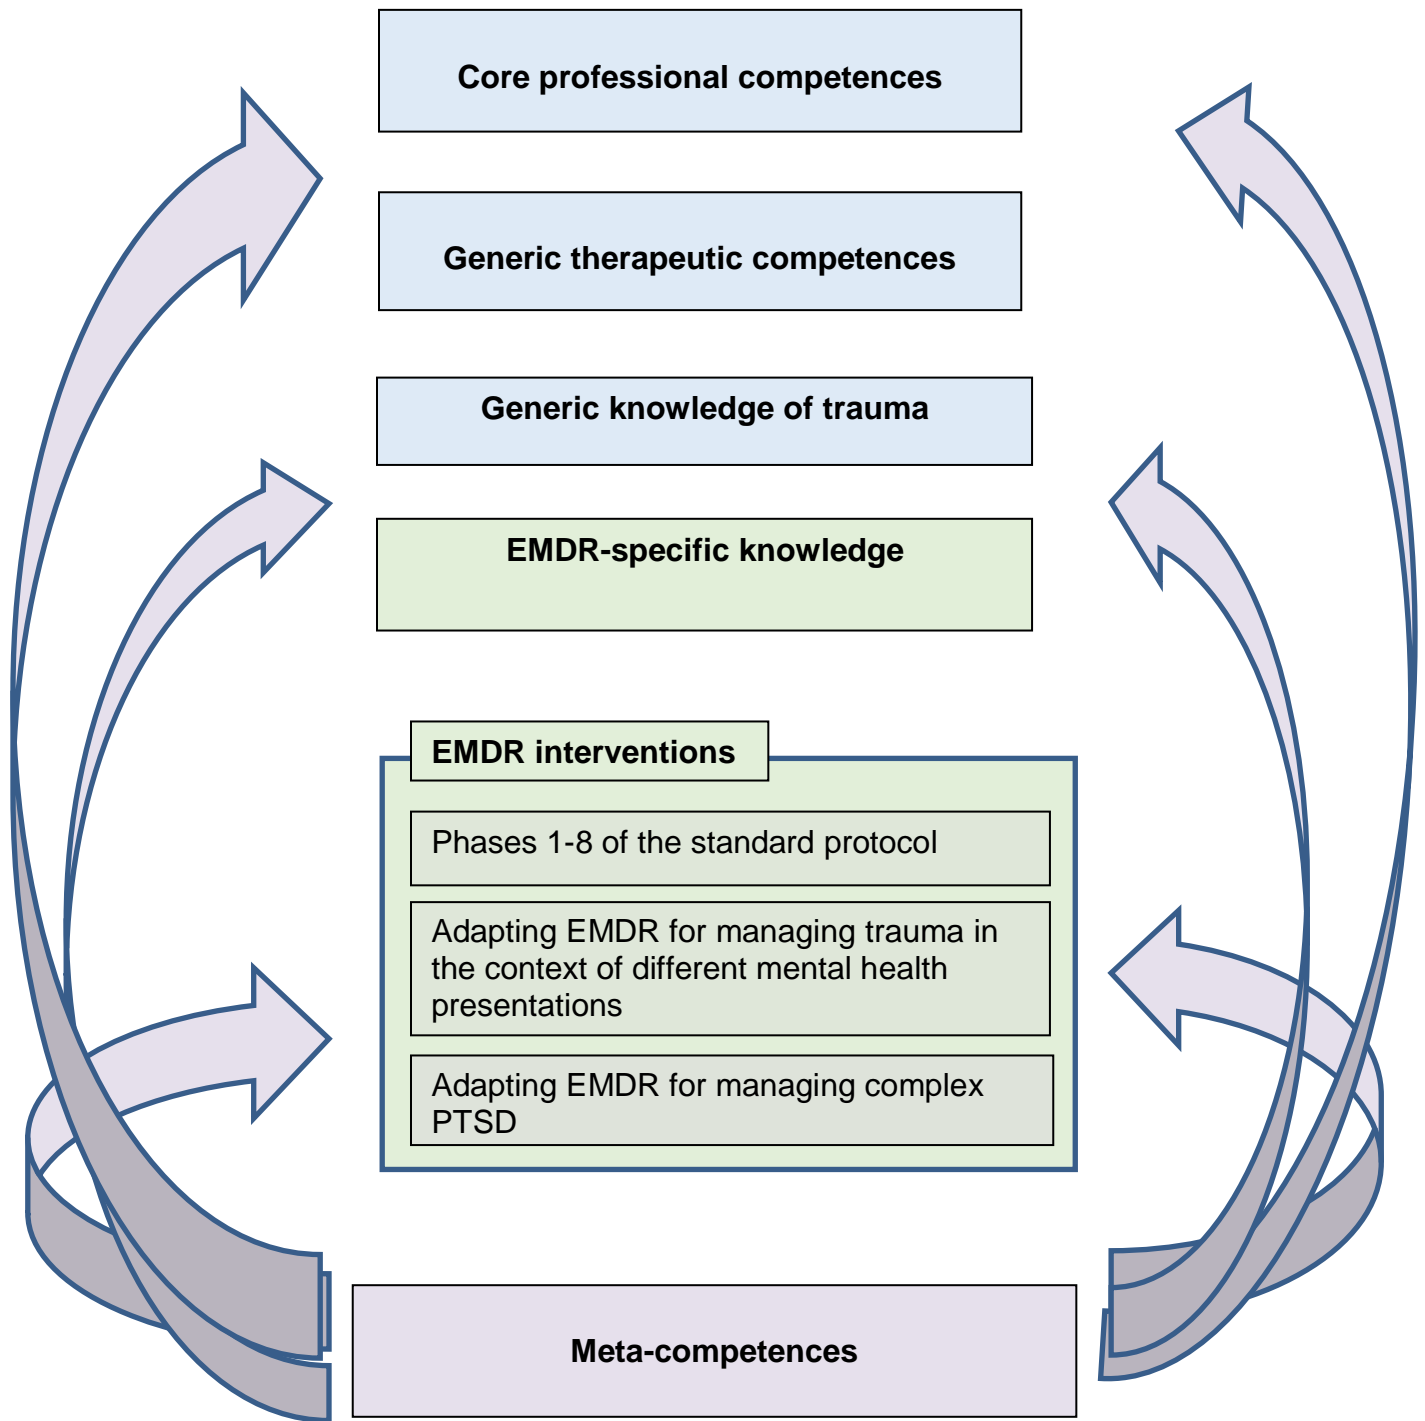 Core professional competences
Generic therapeutic competences
Generic knowledge of trauma
EMDR-specific knowledge
EMDR interventions
Phases 1-8 of the standard protocol
Adapting EMDR for managing trauma in
the context of different mental health
presentations
Adapting EMDR for managing complex
PTSD
Meta-competences